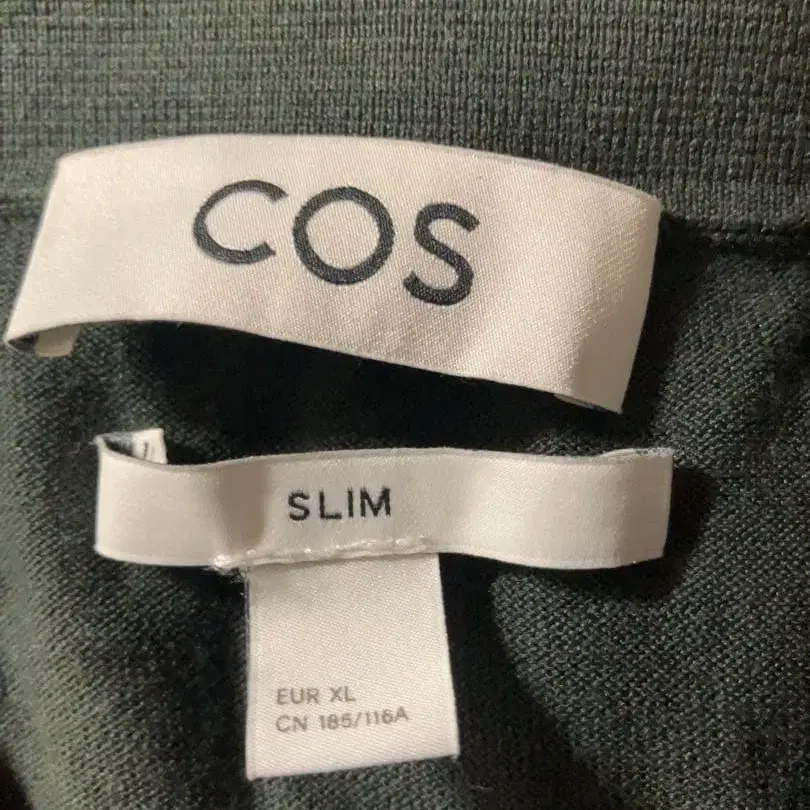 COS
SLIM
EUR XL
CN 185/116A